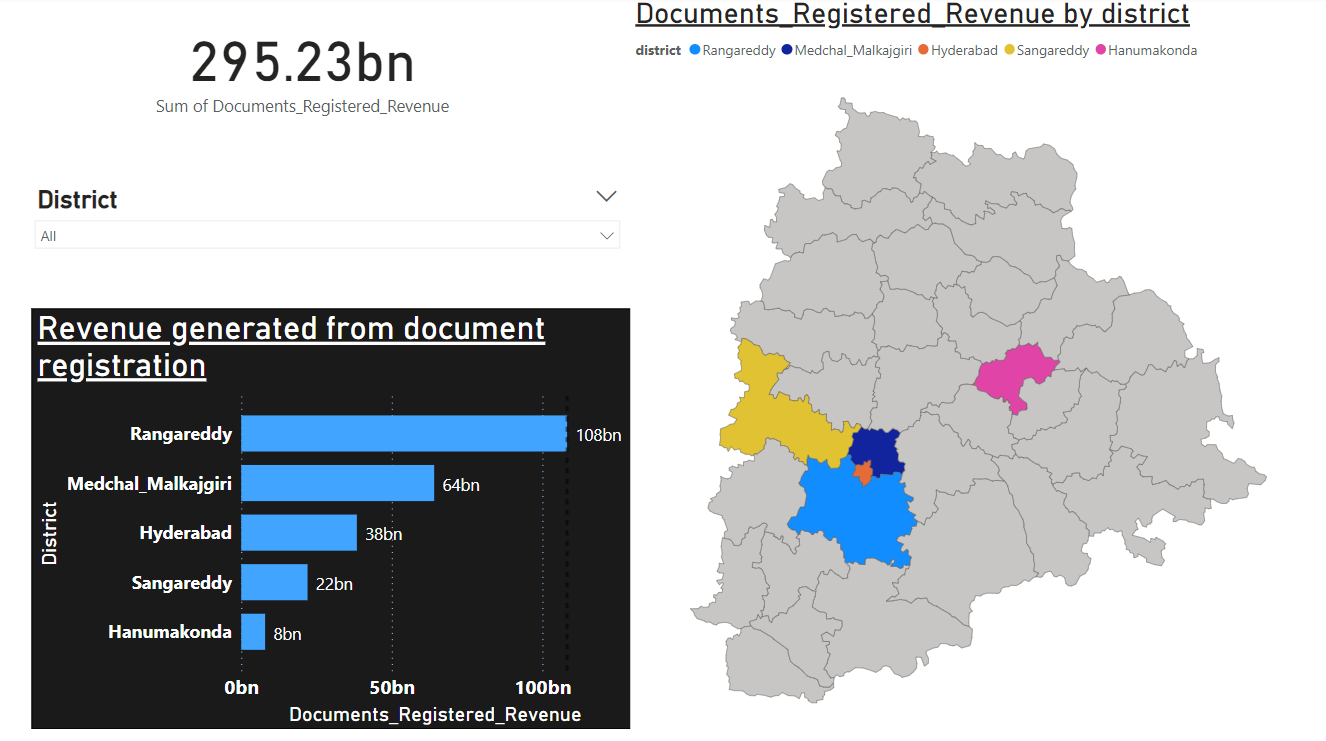 295.23bn
Sum of Documents_Registered_Revenue
District
All
Revenue generated from document
registration
District
Rangareddy 108bn
Medchal_Malkajgiri 64bn
Hyderabad 38bn
Sangareddy 22bn
Hanumakonda 8bn
0bn 50bn 100bn
Documents_Registered_Revenue
Documents_Registered_Revenue by district
district Rangareddy Medchal_Malkajgiri Hyderabad Sangareddy Hanumakonda